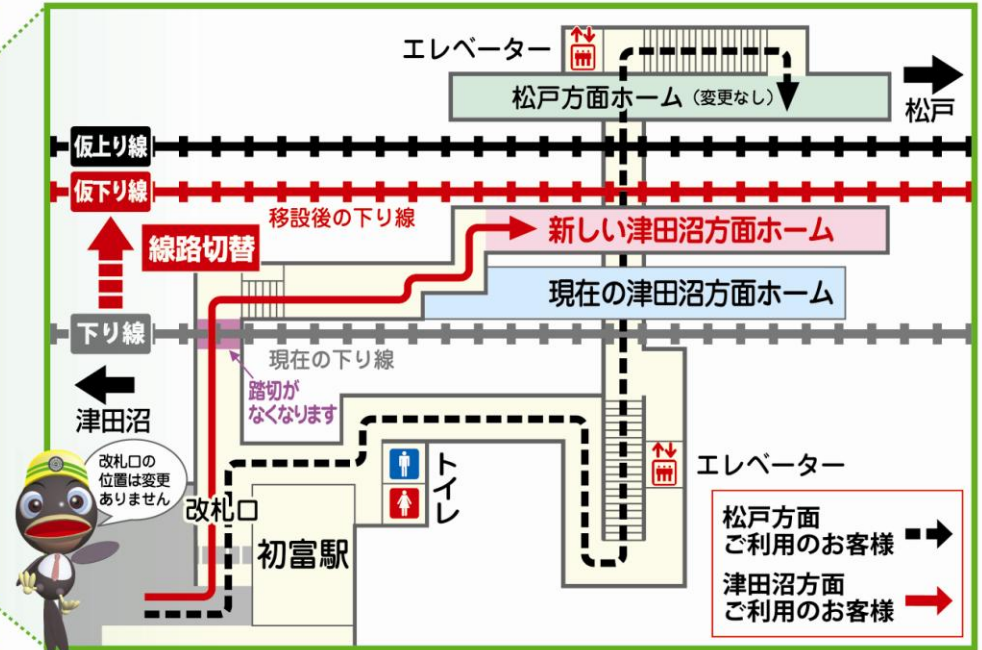 エレベーター
松戸方面ホーム（変更なし）
松戸
仮上り線
仮下り線
移設後の下り線
線路切替
新しい津田沼方面ホーム
現在の津田沼方面ホーム
下り線
現在の下り線
踏切が
なくなります
津田沼
改札口の
位置は変更
ありません
改札口
初富駅
トイレ
エレベーター
松戸方面
ご利用のお客様
津田沼方面
ご利用のお客様